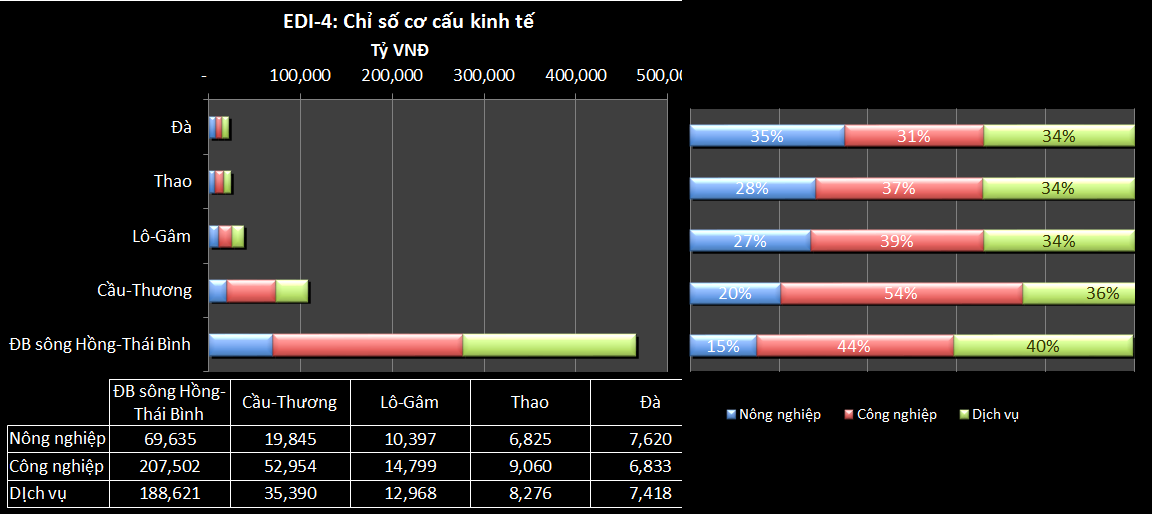 EDI-4: Chỉ số cơ cấu kinh tế
Tỷ VNĐ
- 100,000 200,000 300,000 400,000 500,0
Đà
35% 31% 34%
Thao
28% 37% 34%
Lô-Gâm
27% 39% 34%
Cầu-Thương
20% 54% 36%
ĐB sông Hồng-Thái Bình
15% 44% 40%
Nông nghiệp Công nghiệp Dịch vụ
ĐB sông Hồng-
Thái Bình Cầu-Thương Lô-Gâm Thao Đà
Nông nghiệp 69,635 19,845 10,397 6,825 7,620
Công nghiệp 207,502 52,954 14,799 9,060 6,833
DỊch vụ 188,621 35,390 12,968 8,276 7,418